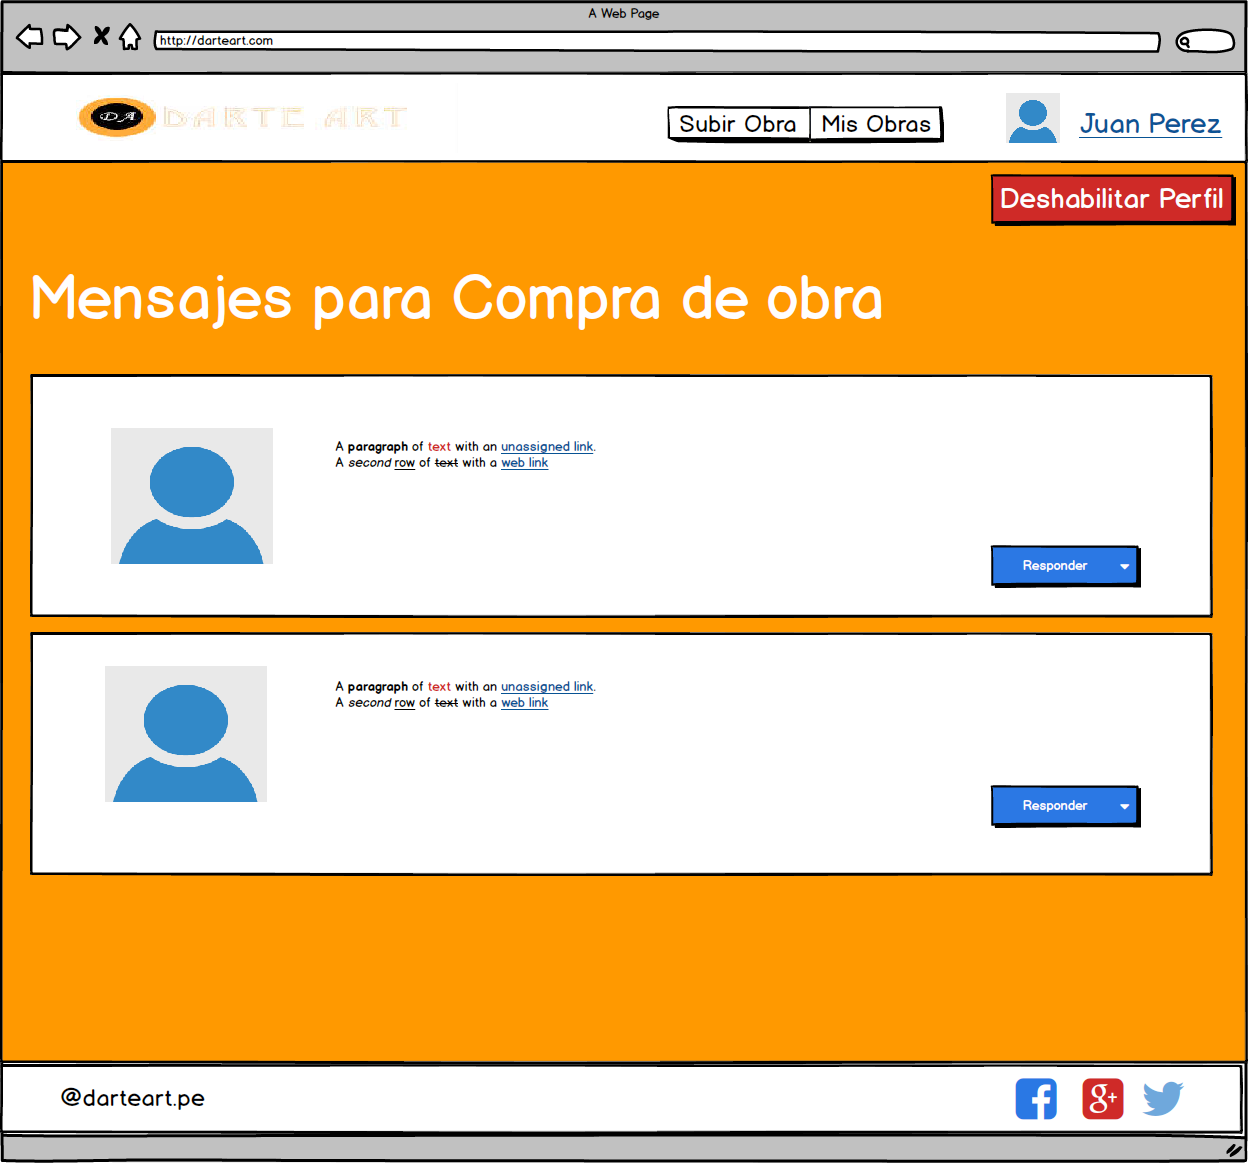 A Web Page
http://darteart.com
DA DARTE ART
Subir Obra Mis Obras
Juan Perez
Deshabilitar Perfil
Mensajes para Compra de obra
A paragraph of text with an unassigned link.
A second row of text with a web link
Responder
A paragraph of text with an unassigned link.
A second row of text with a web link
Responder
@darteart.pe
f g+